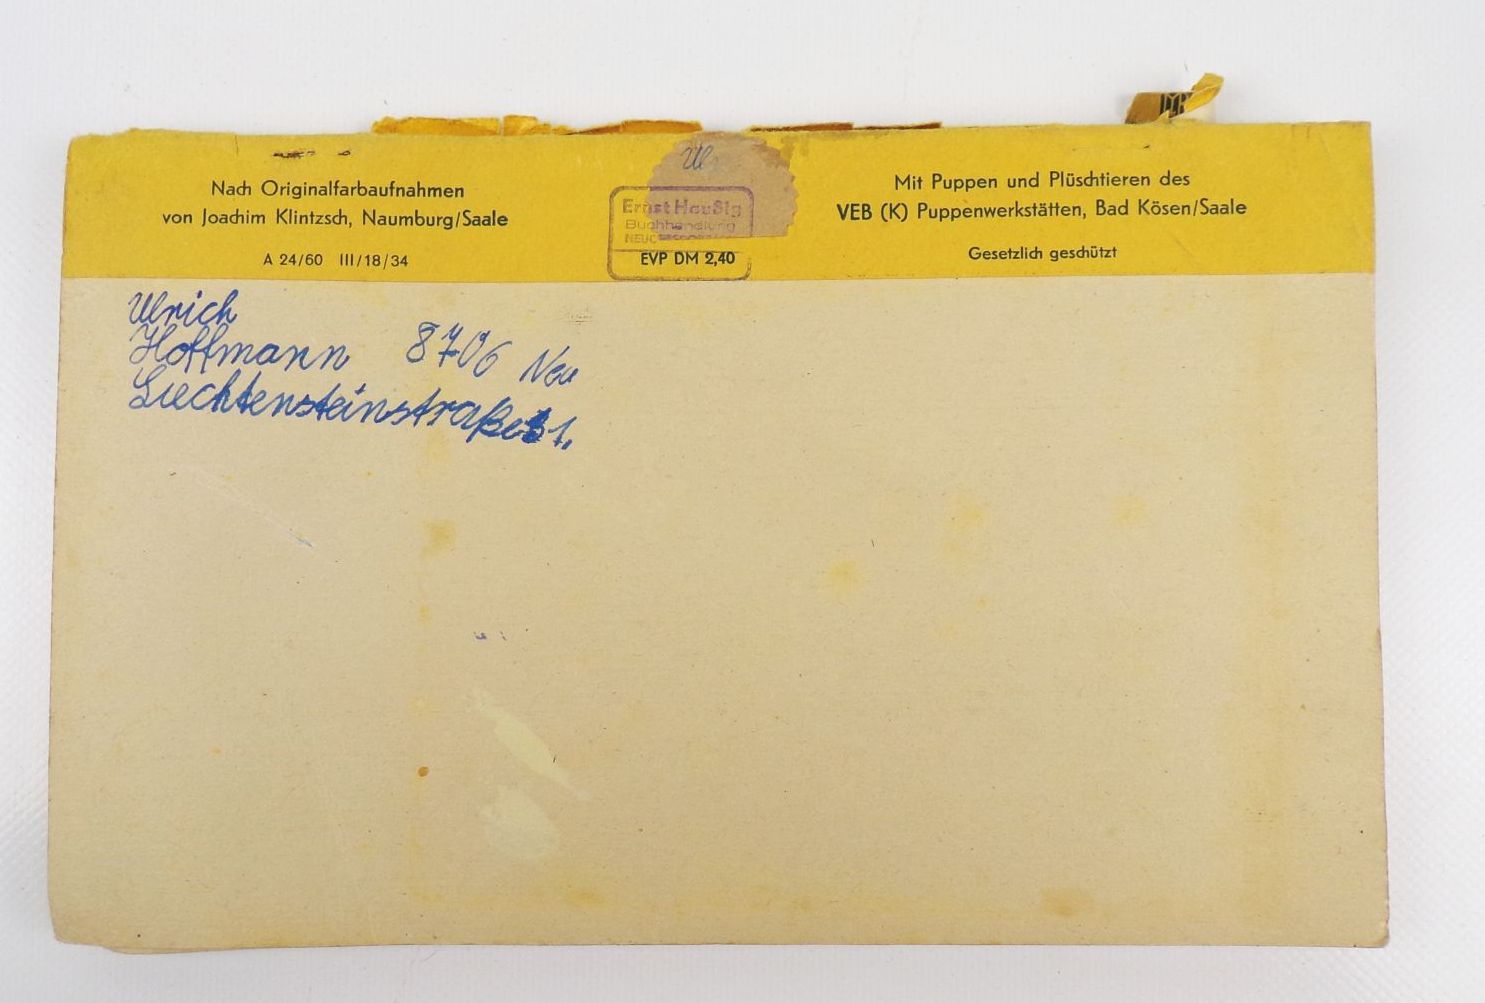 Nach Originalfarbaufnahmen
von Joachim Klintzsch, Naumburg/Saale
A 24/60 III/18/34
Ul
Ernst Heußig
Buchhandlung
EVP DM 2,40
Mit Puppen und Plüschtieren des
VEB (K) Puppenwerkstätten, Bad Kösen/Saale
Gesetzlich geschützt
Ulrich
Hoffmann 8706 Neu
Liechtensteinstraße 1.